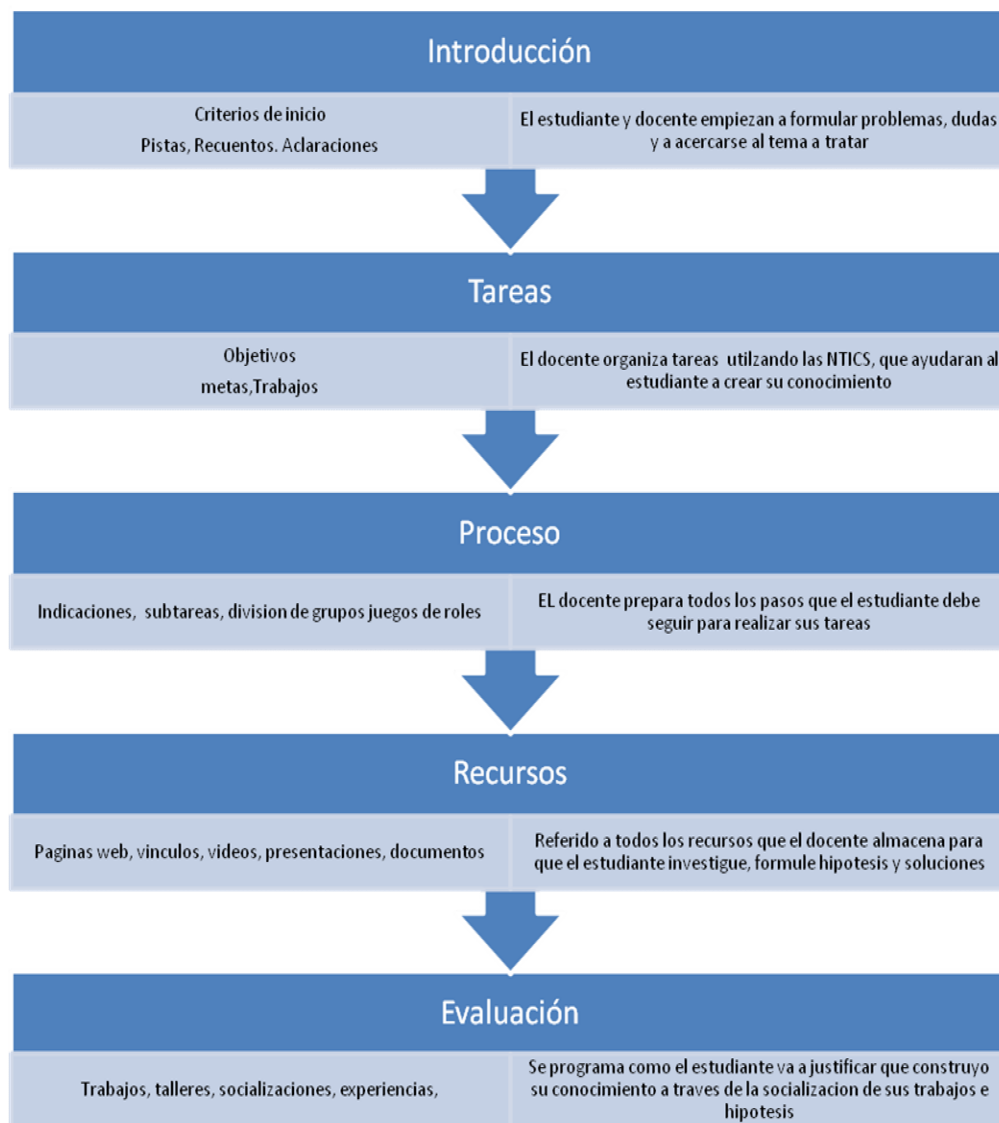 Introducción
Criterios de inicio
Pistas, Recuentos. Aclaraciones
El estudiante y docente empiezan a formular problemas, dudas
y a acercarse al tema a tratar
Tareas
Objetivos
metas,Trabajos
El docente organiza tareas utilzando las NTICS, que ayudaran al
estudiante a crear su conocimiento
Proceso
Indicaciones, subtareas, division de grupos juegos de roles
EL docente prepara todos los pasos que el estudiante debe
seguir para realizar sus tareas
Recursos
Paginas web, vinculos, videos, presentaciones, documentos
Referido a todos los recursos que el docente almacena para
que el estudiante investigue, formule hipotesis y soluciones
Evaluación
Trabajos, talleres, socializaciones, experiencias,
Se programa como el estudiante va a justificar que construyo
su conocimiento a traves de la socializacion de sus trabajos e
hipotesis